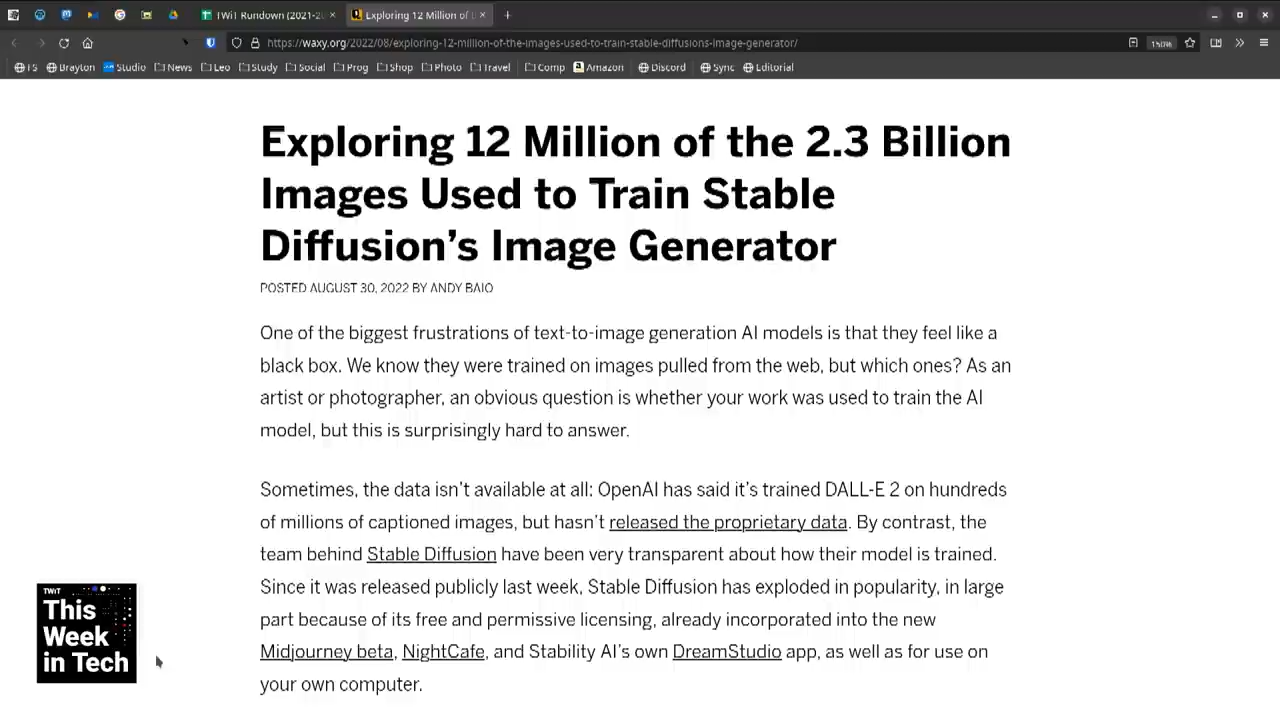 TWiT Rundown (2021-2
Exploring 12 Million of t
https://waxy.org/2022/08/exploring-12-million-of-the-images-used-to-train-stable-diffusions-image-generator/
150%
FS Brayton Studio News Leo Study Social Prog Shop Photo Travel Comp Amazon Discord Sync Editorial
Exploring 12 Million of the 2.3 Billion
Images Used to Train Stable
Diffusion’s Image Generator
POSTED AUGUST 30, 2022 BY ANDY BAIO
One of the biggest frustrations of text-to-image generation AI models is that they feel like a
black box. We know they were trained on images pulled from the web, but which ones? As an
artist or photographer, an obvious question is whether your work was used to train the AI
model, but this is surprisingly hard to answer.
Sometimes, the data isn’t available at all: OpenAI has said it’s trained DALL-E 2 on hundreds
of millions of captioned images, but hasn’t released the proprietary data. By contrast, the
team behind Stable Diffusion have been very transparent about how their model is trained.
Since it was released publicly last week, Stable Diffusion has exploded in popularity, in large
part because of its free and permissive licensing, already incorporated into the new
Midjourney beta, NightCafe, and Stability AI’s own DreamStudio app, as well as for use on
your own computer.
TWiT
This
Week
in Tech